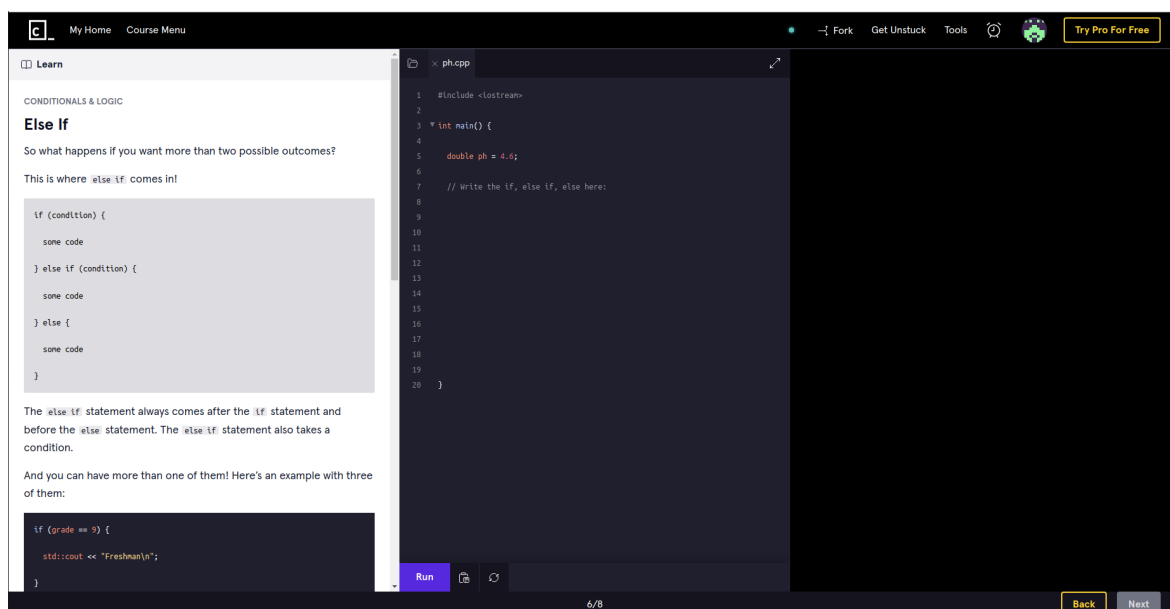 c_ My Home Course Menu Fork Get Unstuck Tools Try Pro For Free
Learn
CONDITIONALS & LOGIC
Else If
So what happens if you want more than two possible outcomes?
This is where else if comes in!
if (condition) {
some code
} else if (condition) {
some code
} else {
some code
}
The else if statement always comes after the if statement and
before the else statement. The else if statement also takes a
condition.
And you can have more than one of them! Here's an example with three
of them:
if (grade == 9) {
std::cout << "Freshman\n";
}
× ph.cpp
1 #include <iostream>
2
3 int main() {
4
5 double ph = 4.6;
6
7 // Write the if, else if, else here:
8
9
10
11
12
13
14
15
16
17
18
19
20 }
Run
6/8
Back Next